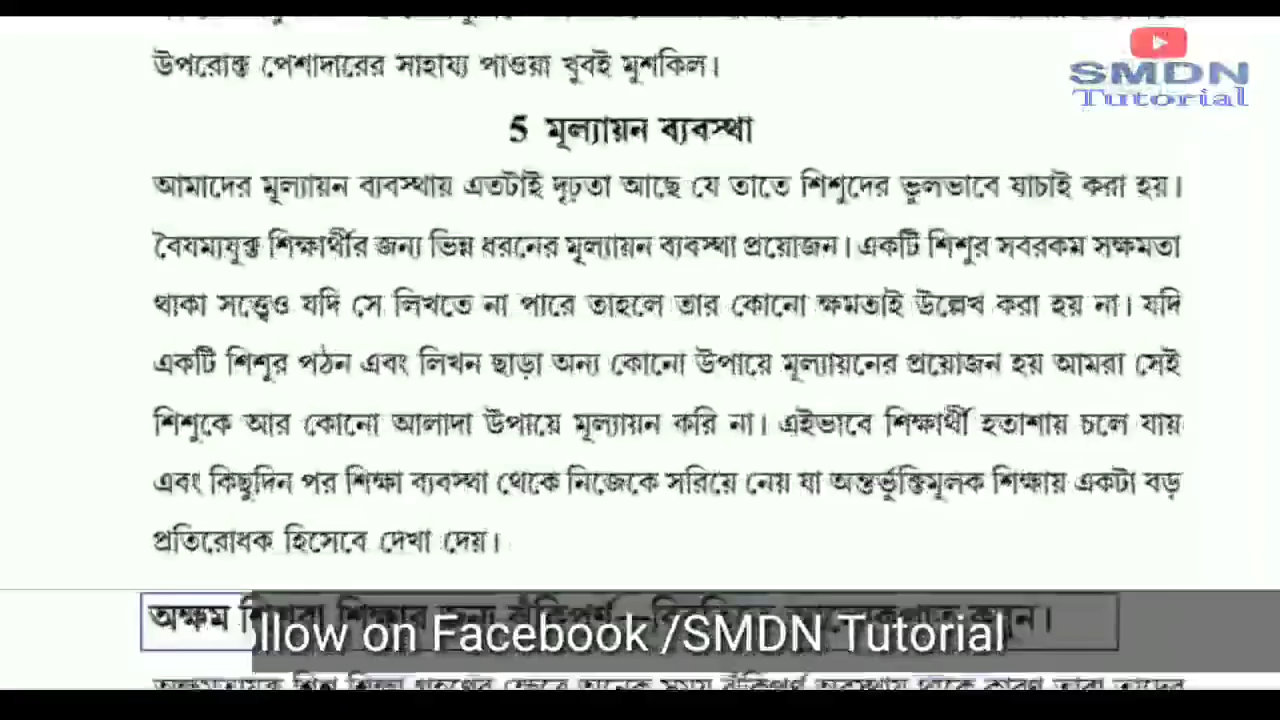 উপরোক্ত পেশাদারের সাহায্য পাওয়া খুবই মুশকিল।
SMDN
Tutorial
5 মূল্যায়ন ব্যবস্থা
আমাদের মূল্যায়ন ব্যবস্থায় এতটাই দৃঢ়তা আছে যে তাতে শিশুদের ভুলভাবে যাচাই করা হয়।
বৈষম্যযুক্ত শিক্ষার্থীর জন্য ভিন্ন ধরনের মূল্যায়ন ব্যবস্থা প্রয়োজন। একটি শিশুর সবরকম সক্ষমতা
থাকা সত্ত্বেও যদি সে লিখতে না পারে তাহলে তার কোনো ক্ষমতাই উল্লেখ করা হয় না। যদি
একটি শিশুর পঠন এবং লিখন ছাড়া অন্য কোনো উপায়ে মূল্যায়নের প্রয়োজন হয় আমরা সেই
শিশুকে আর কোনো আলাদা উপায়ে মূল্যায়ন করি না। এইভাবে শিক্ষার্থী হতাশায় চলে যায়
এবং কিছুদিন পর শিক্ষা ব্যবস্থা থেকে নিজেকে সরিয়ে নেয় যা অন্তর্ভুক্তিমূলক শিক্ষায় একটা বড়
প্রতিরোধক হিসেবে দেখা দেয়।
অক্ষম
ollow on Facebook /SMDN Tutorial